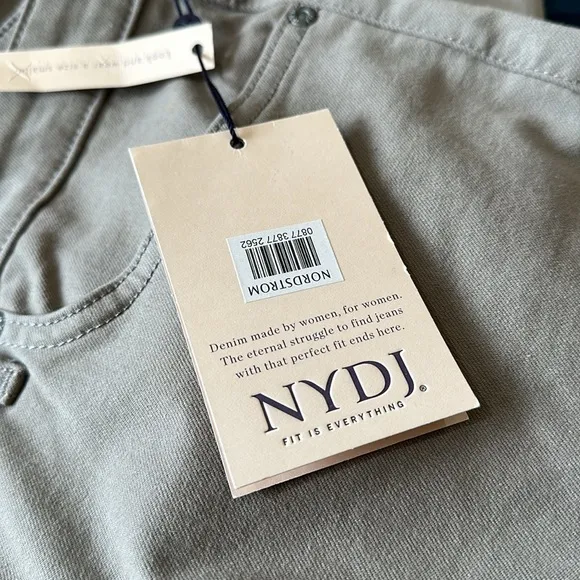 0877 3877 2562
NORDSTROM
Denim made by women, for women.
The eternal struggle to find jeans
with that perfect fit ends here.
NYDJ®
FIT IS EVERYTHING